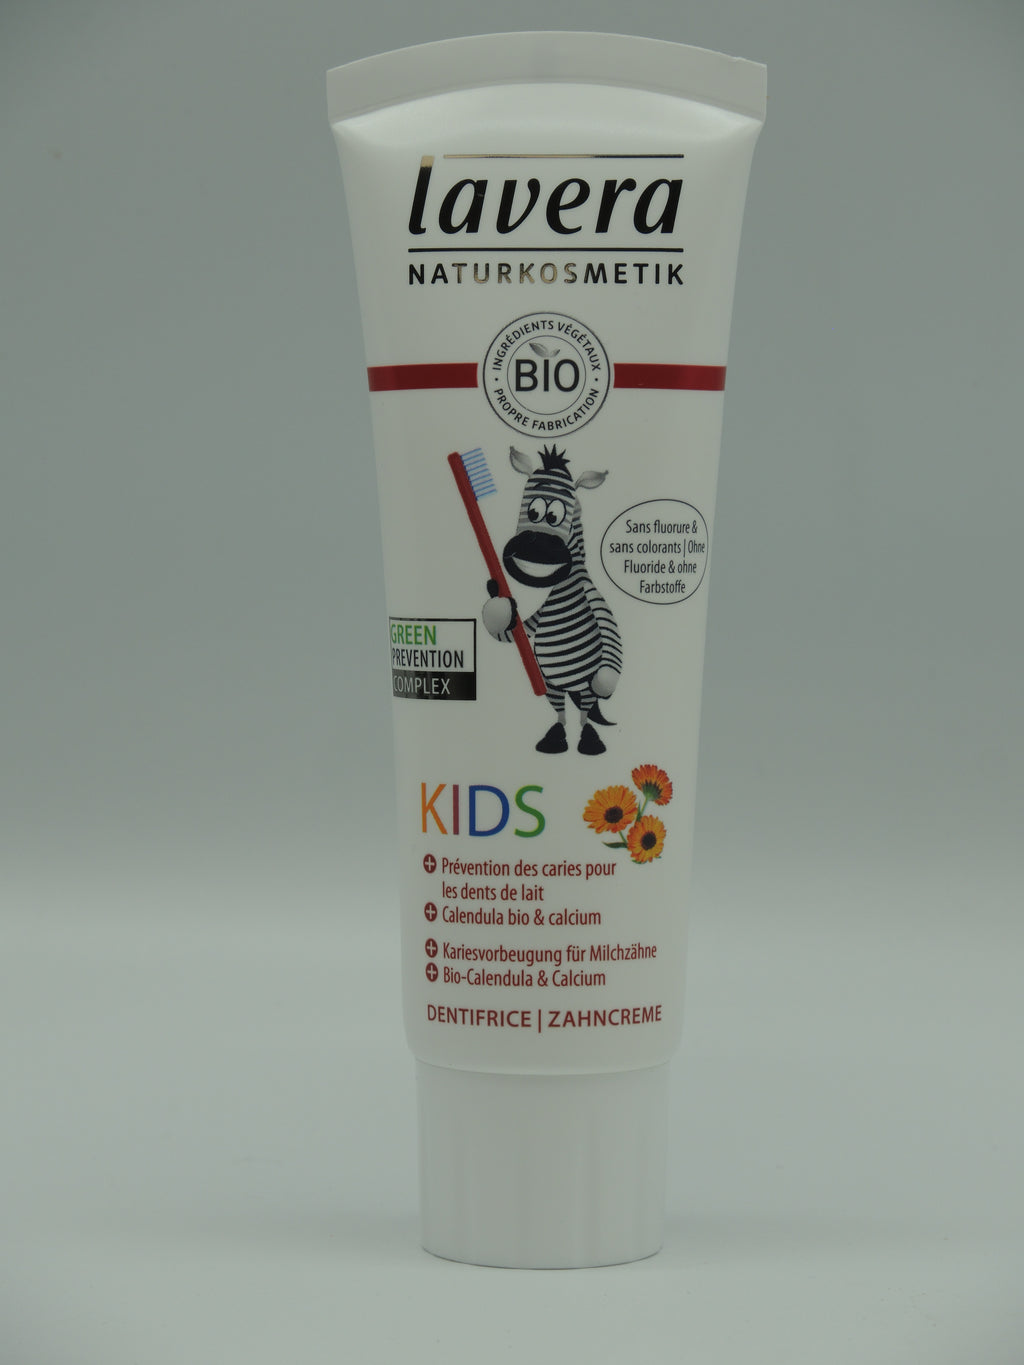 lavera
NATURKOSMETIK
INGRÉDIENTS VÉGÉTAUX
BIO
PROPRE FABRICATION
Sans fluorure &
sans colorants | Ohne
Fluoride & ohne
Farbstoffe
GREEN
PREVENTION
COMPLEX
KIDS
Prévention des caries pour
les dents de lait
Calendula bio & calcium
Kariesvorbeugung für Milchzähne
Bio-Calendula & Calcium
DENTIFRICE | ZAHNCREME